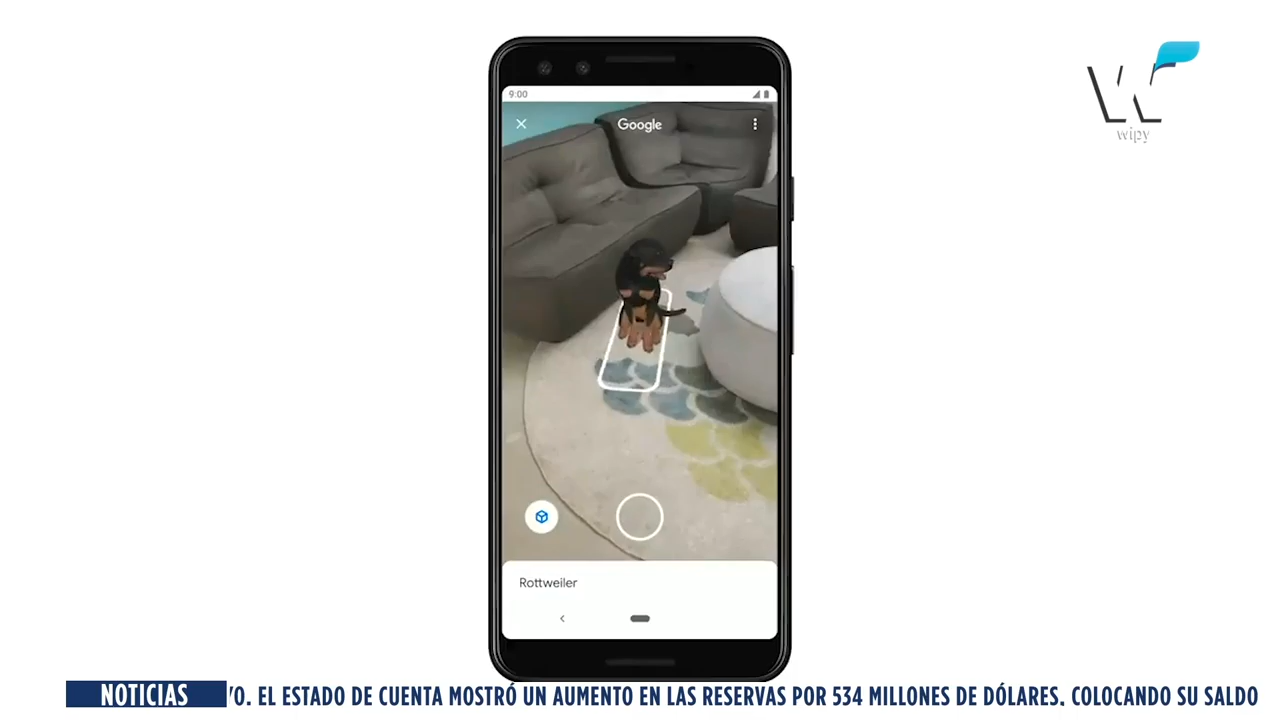 wipy
9:00
Google
Rottweiler
NOTICIAS
YO. EL ESTADO DE CUENTA MOSTRÓ UN AUMENTO EN LAS RESERVAS POR 534 MILLONES DE DÓLARES, COLOCANDO SU SALDO